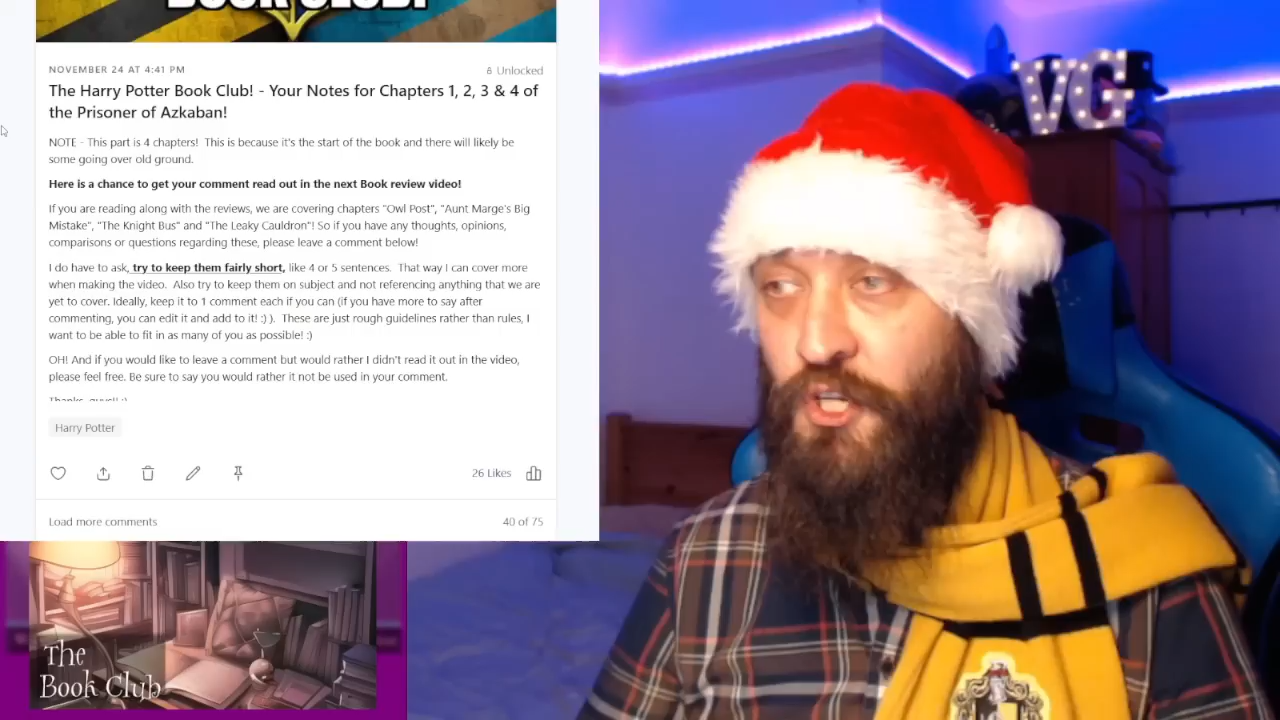 BOOK CLUB!
NOVEMBER 24 AT 4:41 PM
Unlocked
The Harry Potter Book Club! - Your Notes for Chapters 1, 2, 3 & 4 of
the Prisoner of Azkaban!
NOTE - This part is 4 chapters!  This is because it's the start of the book and there will likely be
some going over old ground.
Here is a chance to get your comment read out in the next Book review video!
If you are reading along with the reviews, we are covering chapters "Owl Post", "Aunt Marge's Big
Mistake", "The Knight Bus" and "The Leaky Cauldron"! So if you have any thoughts, opinions,
comparisons or questions regarding these, please leave a comment below!
I do have to ask, try to keep them fairly short, like 4 or 5 sentences.  That way I can cover more
when making the video.  Also try to keep them on subject and not referencing anything that we are
yet to cover. Ideally, keep it to 1 comment each if you can (if you have more to say after
commenting, you can edit it and add to it! :) ).  These are just rough guidelines rather than rules, I
want to be able to fit in as many of you as possible! :)
OH! And if you would like to leave a comment but would rather I didn't read it out in the video,
please feel free. Be sure to say you would rather it not be used in your comment.
Thanks, guys!! :)
Harry Potter
26 Likes
Load more comments
40 of 75
The
Book Club
VG